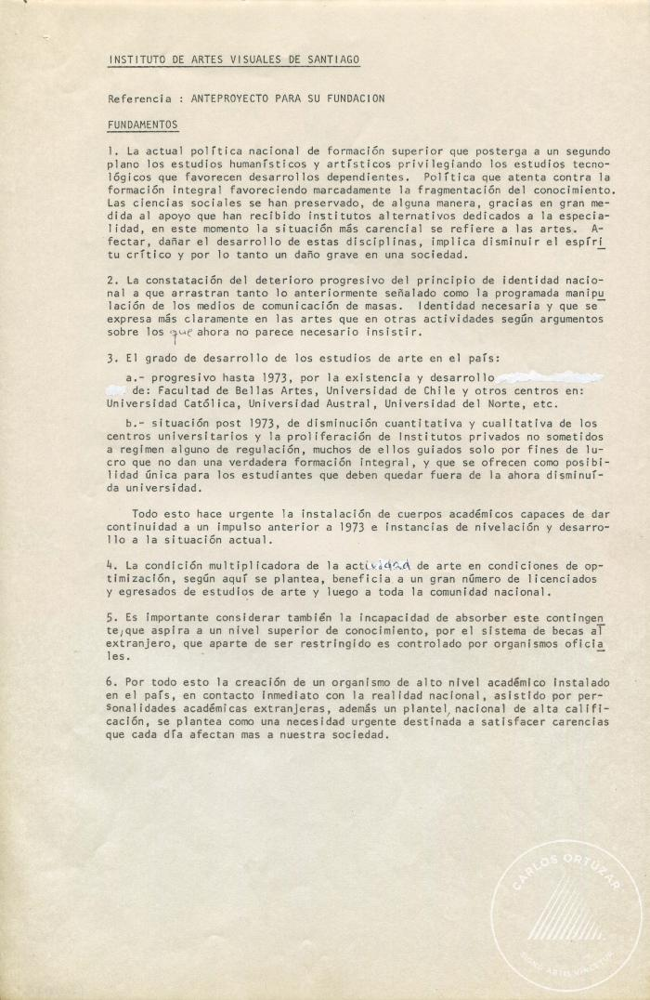 INSTITUTO DE ARTES VISUALES DE SANTIAGO
Referencia : ANTEPROYECTO PARA SU FUNDACION
FUNDAMENTOS
1. La actual política nacional de formación superior que posterga a un segundo
plano los estudios humanísticos y artísticos privilegiando los estudios tecno-
lógicos que favorecen desarrollos dependientes. Política que atenta contra la
formación integral favoreciendo marcadamente la fragmentación del conocimiento.
Las ciencias sociales se han preservado, de alguna manera, gracias en gran me-
dida al apoyo que han recibido institutos alternativos dedicados a la especia-
lidad, en este momento la situación más carencial se refiere a las artes. A-
fectar, dañar el desarrollo de estas disciplinas, implica disminuir el espíri
tu crítico y por lo tanto un daño grave en una sociedad.
2. La constatación del deterioro progresivo del principio de identidad nacio-
nal a que arrastran tanto lo anteriormente señalado como la programada manipu
lación de los medios de comunicación de masas. Identidad necesaria y que se
expresa más claramente en las artes que en otras actividades según argumentos
sobre los que ahora no parece necesario insistir.
3. El grado de desarrollo de los estudios de arte en el país:
a.- progresivo hasta 1973, por la existencia y desarrollo
de: Facultad de Bellas Artes, Universidad de Chile y otros centros en:
Universidad Católica, Universidad Austral, Universidad del Norte, etc.
b.- situación post 1973, de disminución cuantitativa y cualitativa de los
centros universitarios y la proliferación de Institutos privados no sometidos
a regimen alguno de regulación, muchos de ellos guiados solo por fines de lu-
cro que no dan una verdadera formación integral, y que se ofrecen como posibi-
lidad única para los estudiantes que deben quedar fuera de la ahora disminuí-
da universidad.
Todo esto hace urgente la instalación de cuerpos académicos capaces de dar
continuidad a un impulso anterior a 1973 e instancias de nivelación y desarro-
llo a la situación actual.
4. La condición multiplicadora de la actividad de arte en condiciones de op-
timización, según aquí se plantea, beneficia a un gran número de licenciados
y egresados de estudios de arte y luego a toda la comunidad nacional.
5. Es importante considerar también la incapacidad de absorber este contingen
te, que aspira a un nivel superior de conocimiento, por el sistema de becas al
extranjero, que aparte de ser restringido es controlado por organismos oficia
les.
6. Por todo esto la creación de un organismo de alto nivel académico instalado
en el país, en contacto inmediato con la realidad nacional, asistido por per-
sonalidades académicas extranjeras, además un plantel, nacional de alta califi-
cación, se plantea como una necesidad urgente destinada a satisfacer carencias
que cada día afectan mas a nuestra sociedad.
CARLOS ORTÚZAR